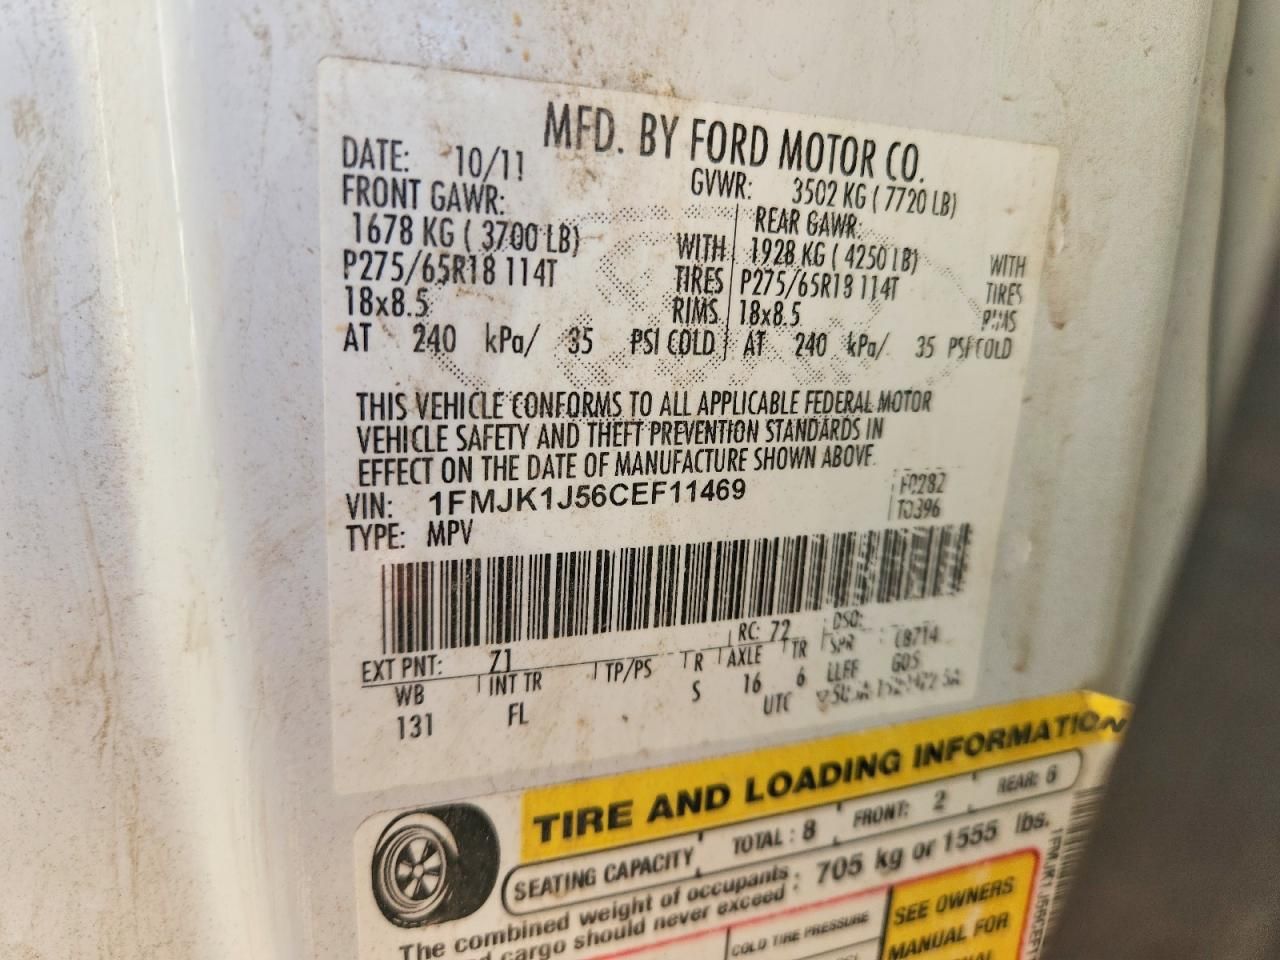 MFD. BY FORD MOTOR CO.
DATE: 10/11 GVWR: 3502 KG ( 7720 LB)
FRONT GAWR: REAR GAWR:
1678 KG ( 3700 LB) WITH 1928 KG ( 4250 LB) WITH
P275/65R18 114T TIRES P275/65R18 114T TIRES
18x8.5 RIMS 18x8.5 RIMS
AT 240 kPa/ 35 PSI COLD AT 240 kPa/ 35 PSI COLD
THIS VEHICLE CONFORMS TO ALL APPLICABLE FEDERAL MOTOR
VEHICLE SAFETY AND THEFT PREVENTION STANDARDS IN
EFFECT ON THE DATE OF MANUFACTURE SHOWN ABOVE.
VIN: 1FMJK1J56CEF11469 F0282
TYPE: MPV T0396
EXT PNT: Z1 RC: 72 DSO:
WB INT TR TP/PS R AXLE TR SPR
131 FL S 16 6 LLFF G05
UTC
TIRE AND LOADING INFORMATION
SEATING CAPACITY TOTAL : 8 FRONT: 2 REAR: 6
The combined weight of occupants : 705 kg or 1555 lbs.
cargo should never exceed
COLD TIRE PRESSURE SEE OWNERS
MANUAL FOR